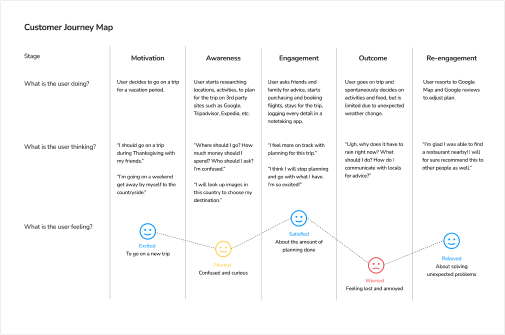 Customer Journey Map
Stage
Motivation
Awareness
Engagement
Outcome
Re-engagement
What is the user doing?
User decides to go on a trip
for a vacation period.
User starts researching
locations, activities, to plan
for the trip on 3rd party
sites such as Google,
Tripadvisor, Expedia, etc.
User asks friends and
family for advice, starts
purchasing and booking
flights, stays for the trip,
logging every detail in a
notetaking app.
User goes on trip and
spontaneously decides on
activities and food, but is
limited due to unexpected
weather change.
User resorts to Google
Map and Google reviews
to adjust plan.
What is the user thinking?
"I should go on a trip
during Thanksgiving with
my friends."
"I'm going on a weekend
get away by myself to the
countryside."
"Where should I go? How
much money should I
spend? Who should I ask?
I'm confused."
"I will look up images in
this country to choose my
destination."
"I feel more on track with
planning for this trip."
"I think I will stop planning
and go with what I have.
I'm so excited!"
"Ugh, why does it have to
rain right now? What
should I do? How do I
communicate with locals
for advice?"
"I'm glad I was able to find
a restaurant nearby! I will
for sure recommend this to
other people as well."
What is the user feeling?
Excited
To go on a new trip
Neutral
Confused and curious
Satisfied
About the amount of
planning done
Worried
Feeling lost and annoyed
Relieved
About solving
unexpected problems